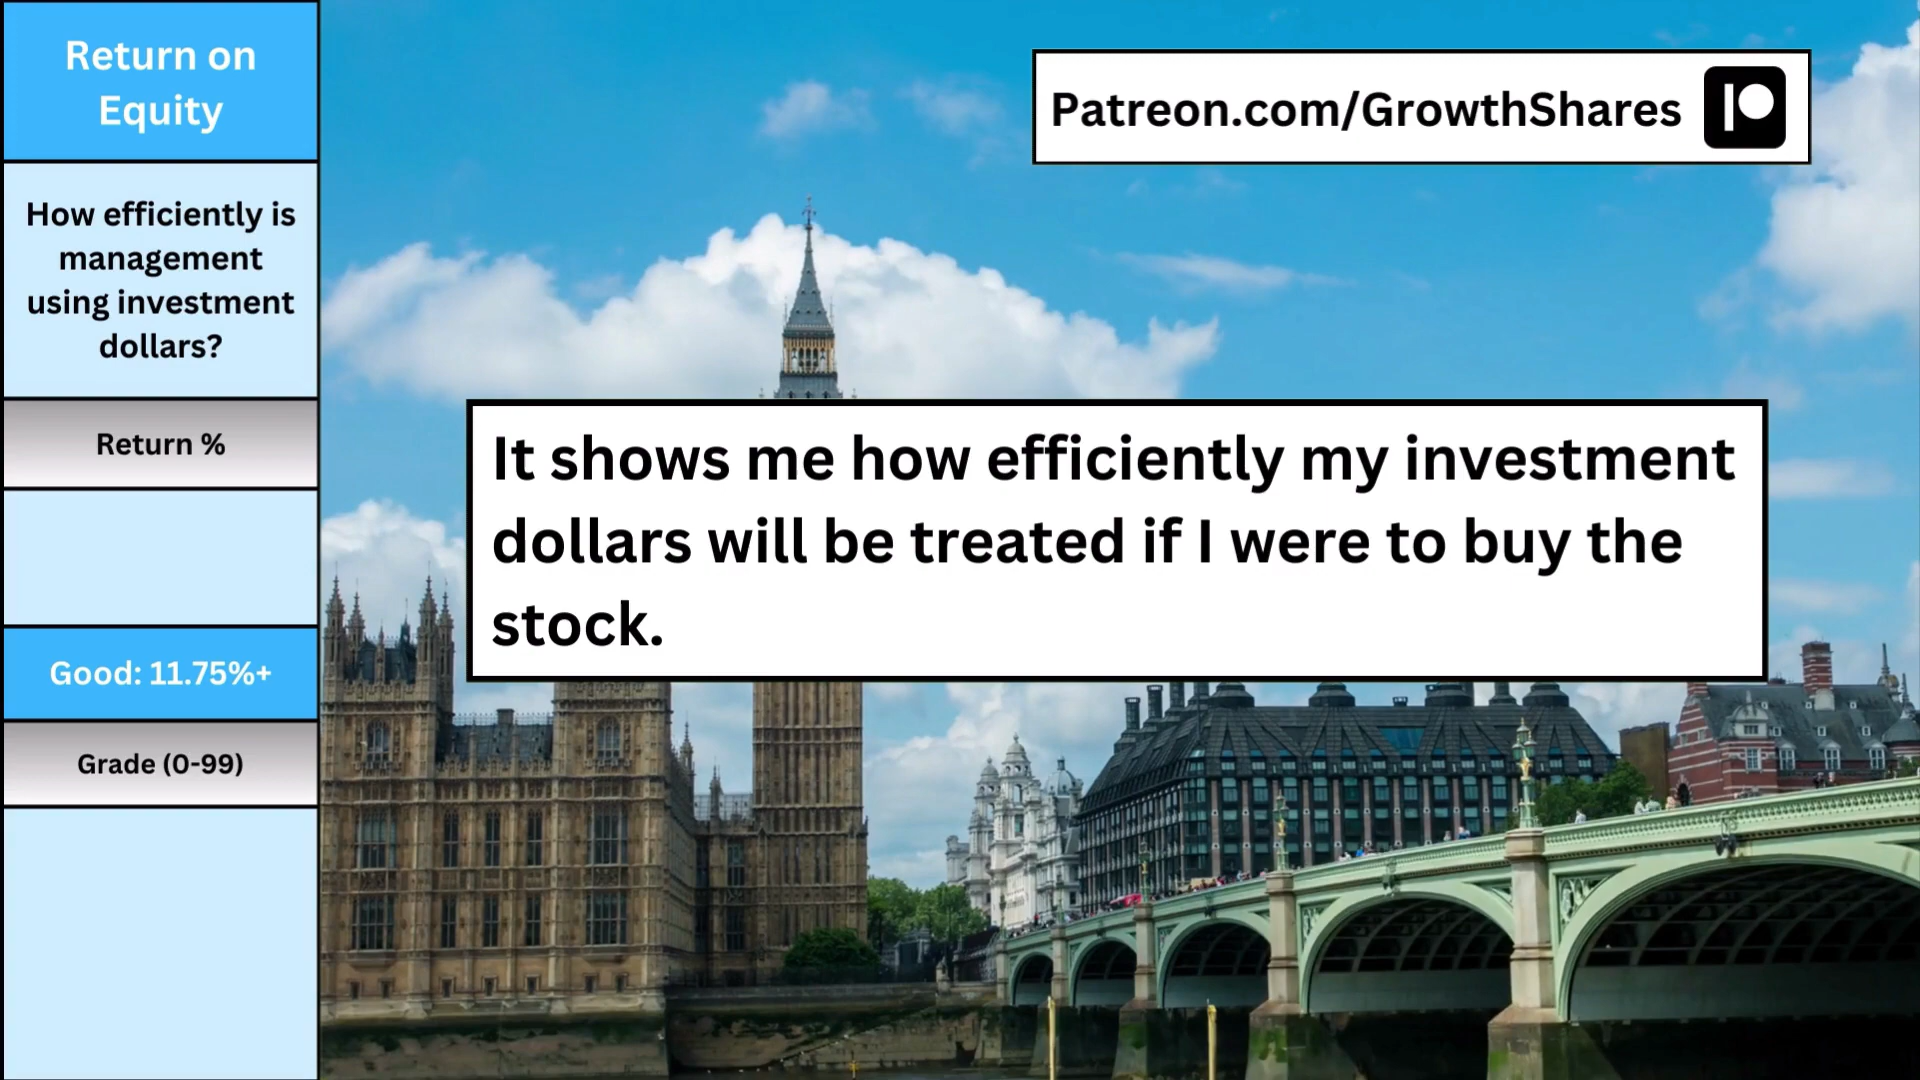 Return on
Equity
How efficiently is
management
using investment
dollars?
Return %
Good: 11.75%+
Grade (0-99)
Patreon.com/GrowthShares
It shows me how efficiently my investment
dollars will be treated if I were to buy the
stock.